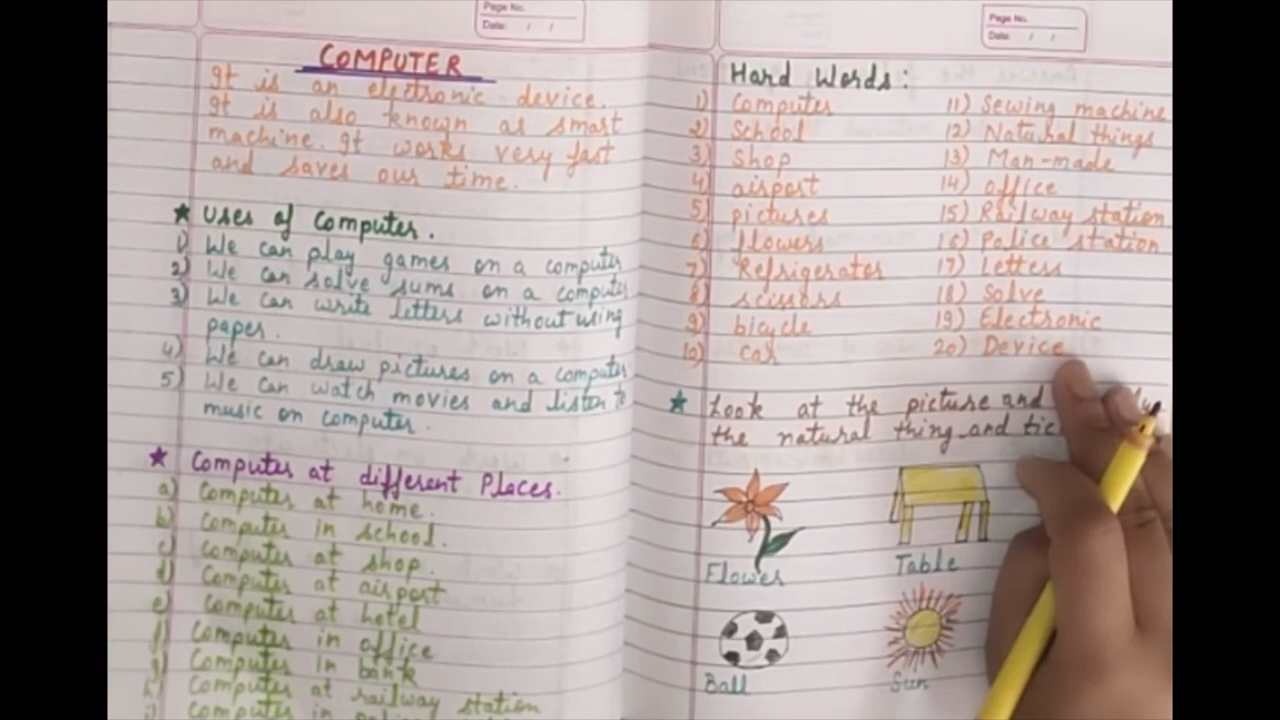 Page No.
Date: / /
COMPUTER
It is an electronic device.
It is also known as smart
machine. It works very fast
and saves our time.
★ Uses of Computer.
1) We can play games on a computer
2) We can solve sums on a computer
3) We can write letters without using
paper.
4) We can draw pictures on a computer
5) We can watch movies and listen to
music on computer.
★ Computer at different Places.
a) Computer at home.
b) Computer in school.
c) Computer at shop.
d) Computer at airport
e) Computer at hotel
f) Computer in office
g) Computer in bank
h) Computer at railway station
i) Computer in
Page No.
Date: / /
Hard Words:
1) Computer
2) School
3) Shop
4) airport
5) pictures
6) flowers
7) Refrigerator
8) scissors
9) bicycle
10) car
11) Sewing machine
12) Natural things
13) Man-made
14) office
15) Railway station
16) Police station
17) Letters
18) Solve
19) Electronic
20) Device
★ Look at the picture and
the natural thing and
Flower
Table
Ball
Sun